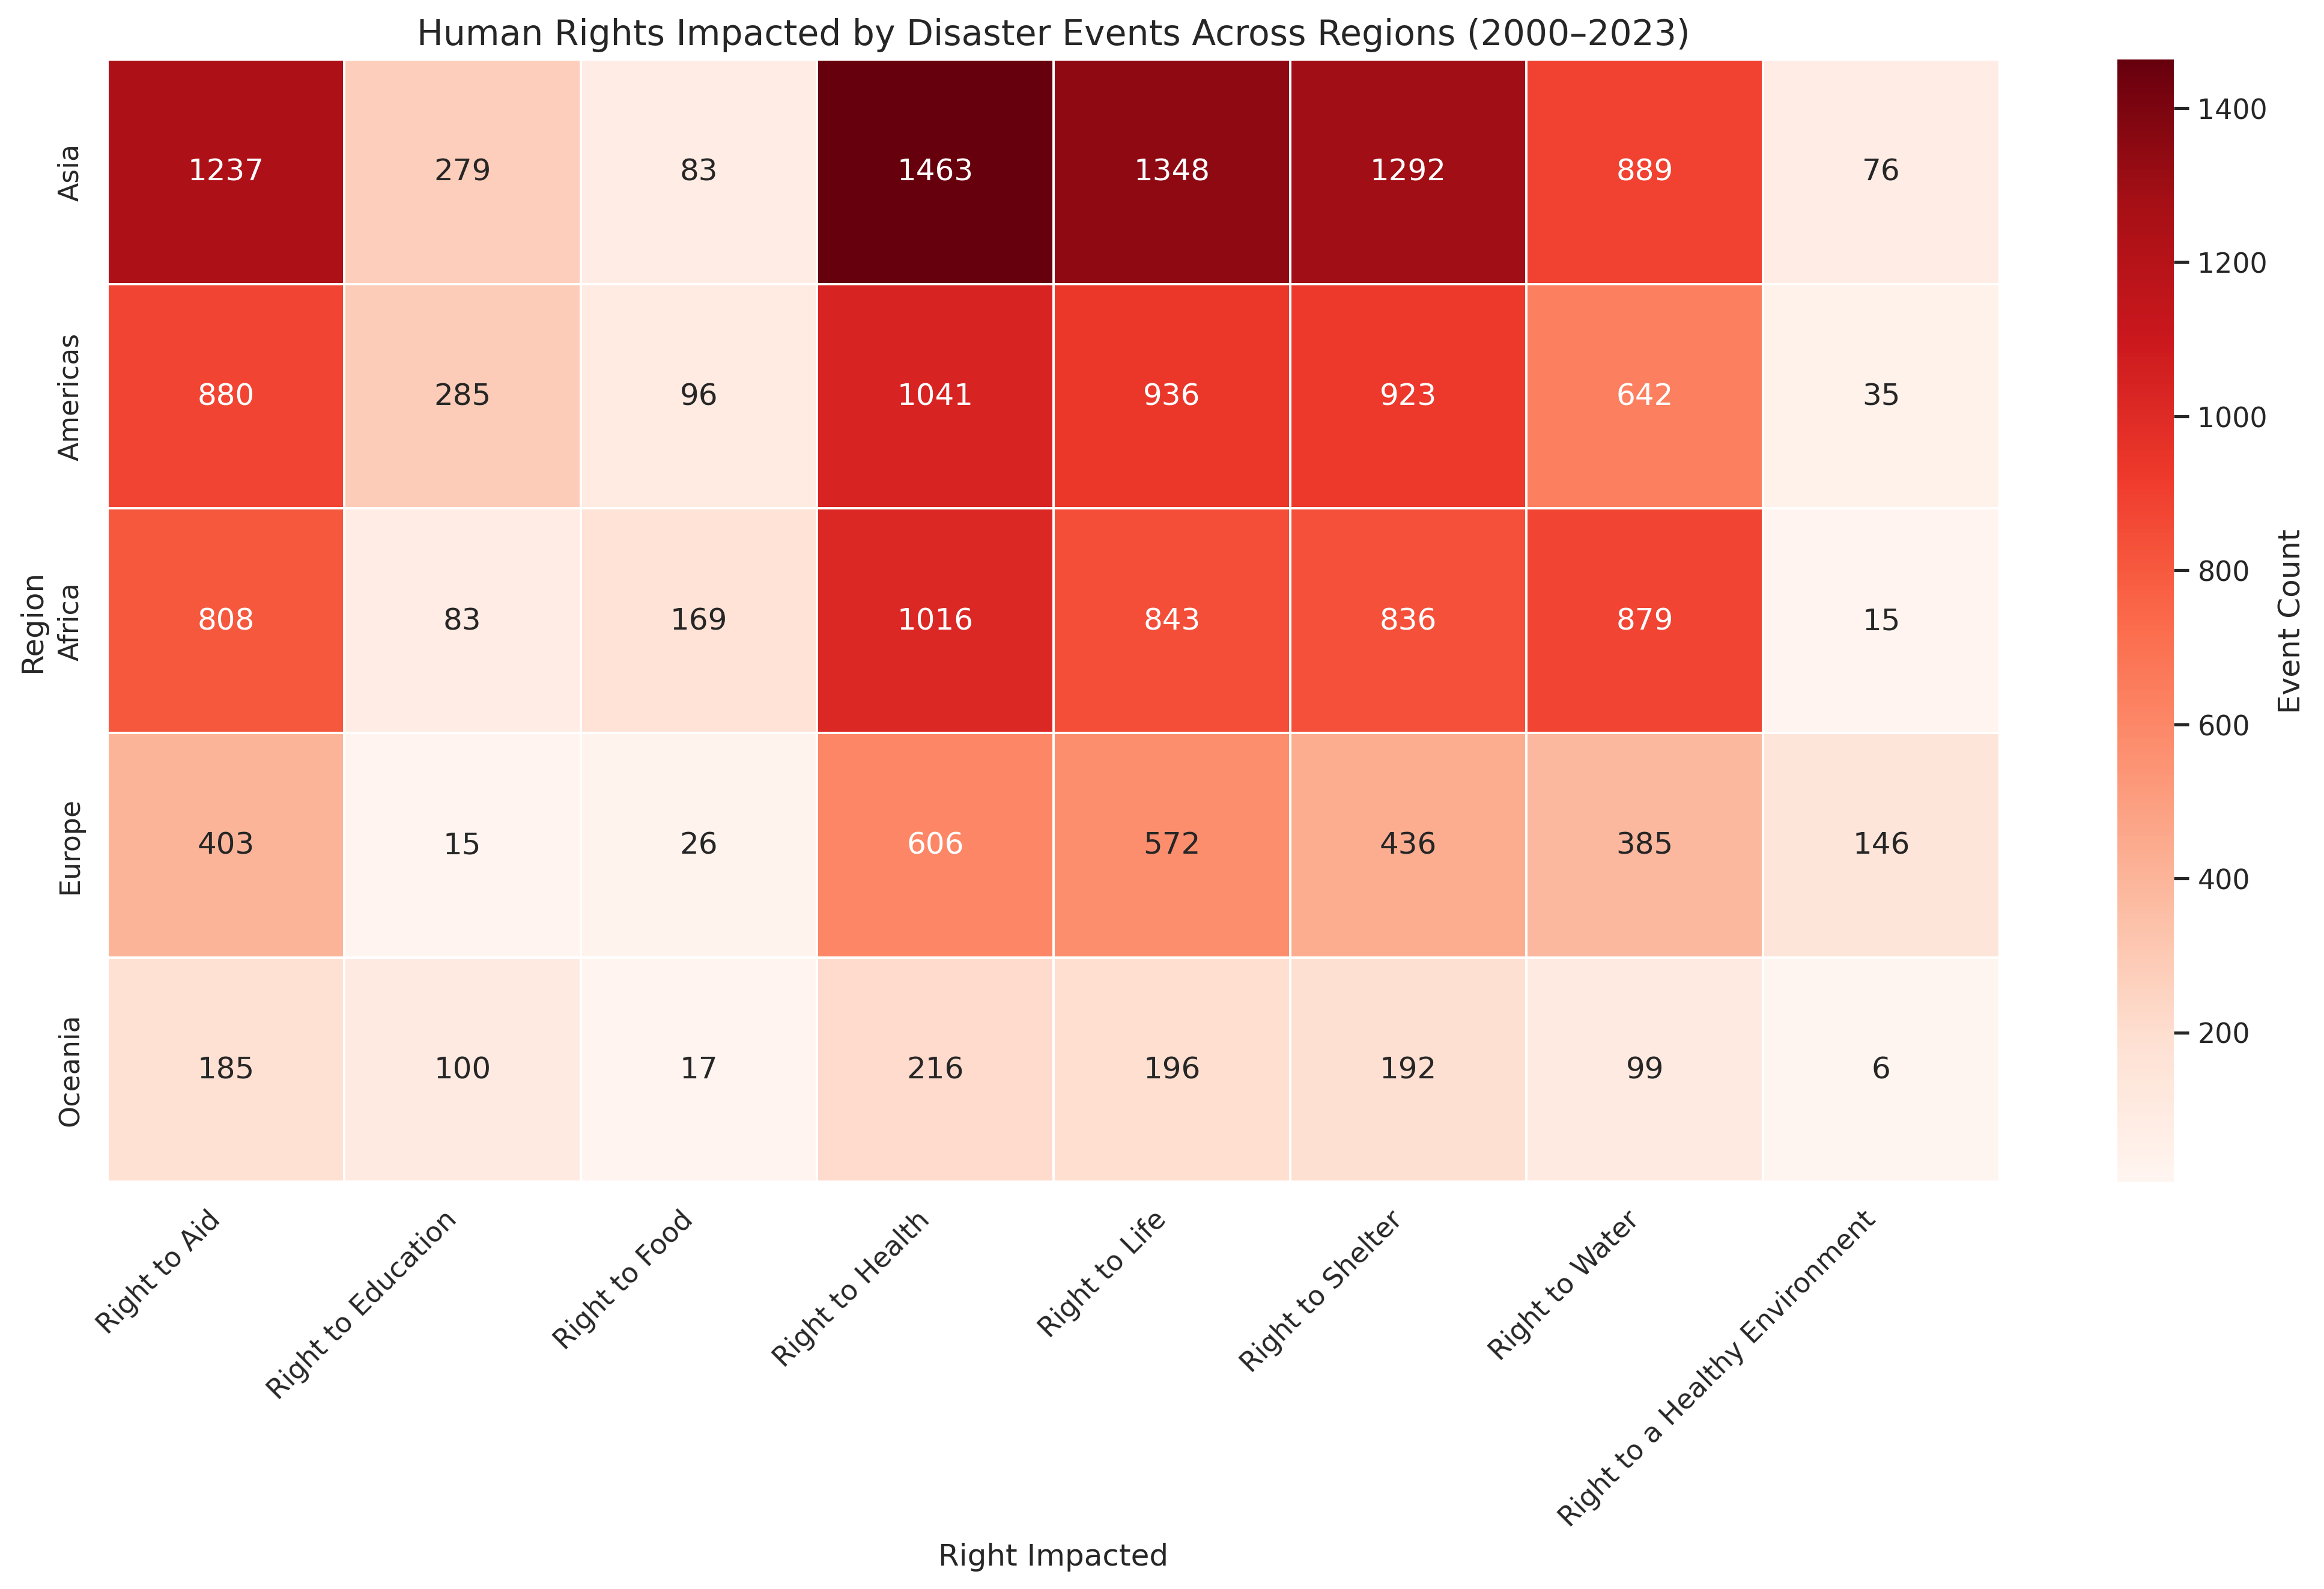 Human Rights Impacted by Disaster Events Across Regions (2000–2023)
Region
Asia
1237 279 83 1463 1348 1292 889 76
Americas
880 285 96 1041 936 923 642 35
Africa
808 83 169 1016 843 836 879 15
Europe
403 15 26 606 572 436 385 146
Oceania
185 100 17 216 196 192 99 6
Right to Aid
Right to Education
Right to Food
Right to Health
Right to Life
Right to Shelter
Right to Water
Right to a Healthy Environment
Right Impacted
1400
1200
1000
800
600
400
200
Event Count